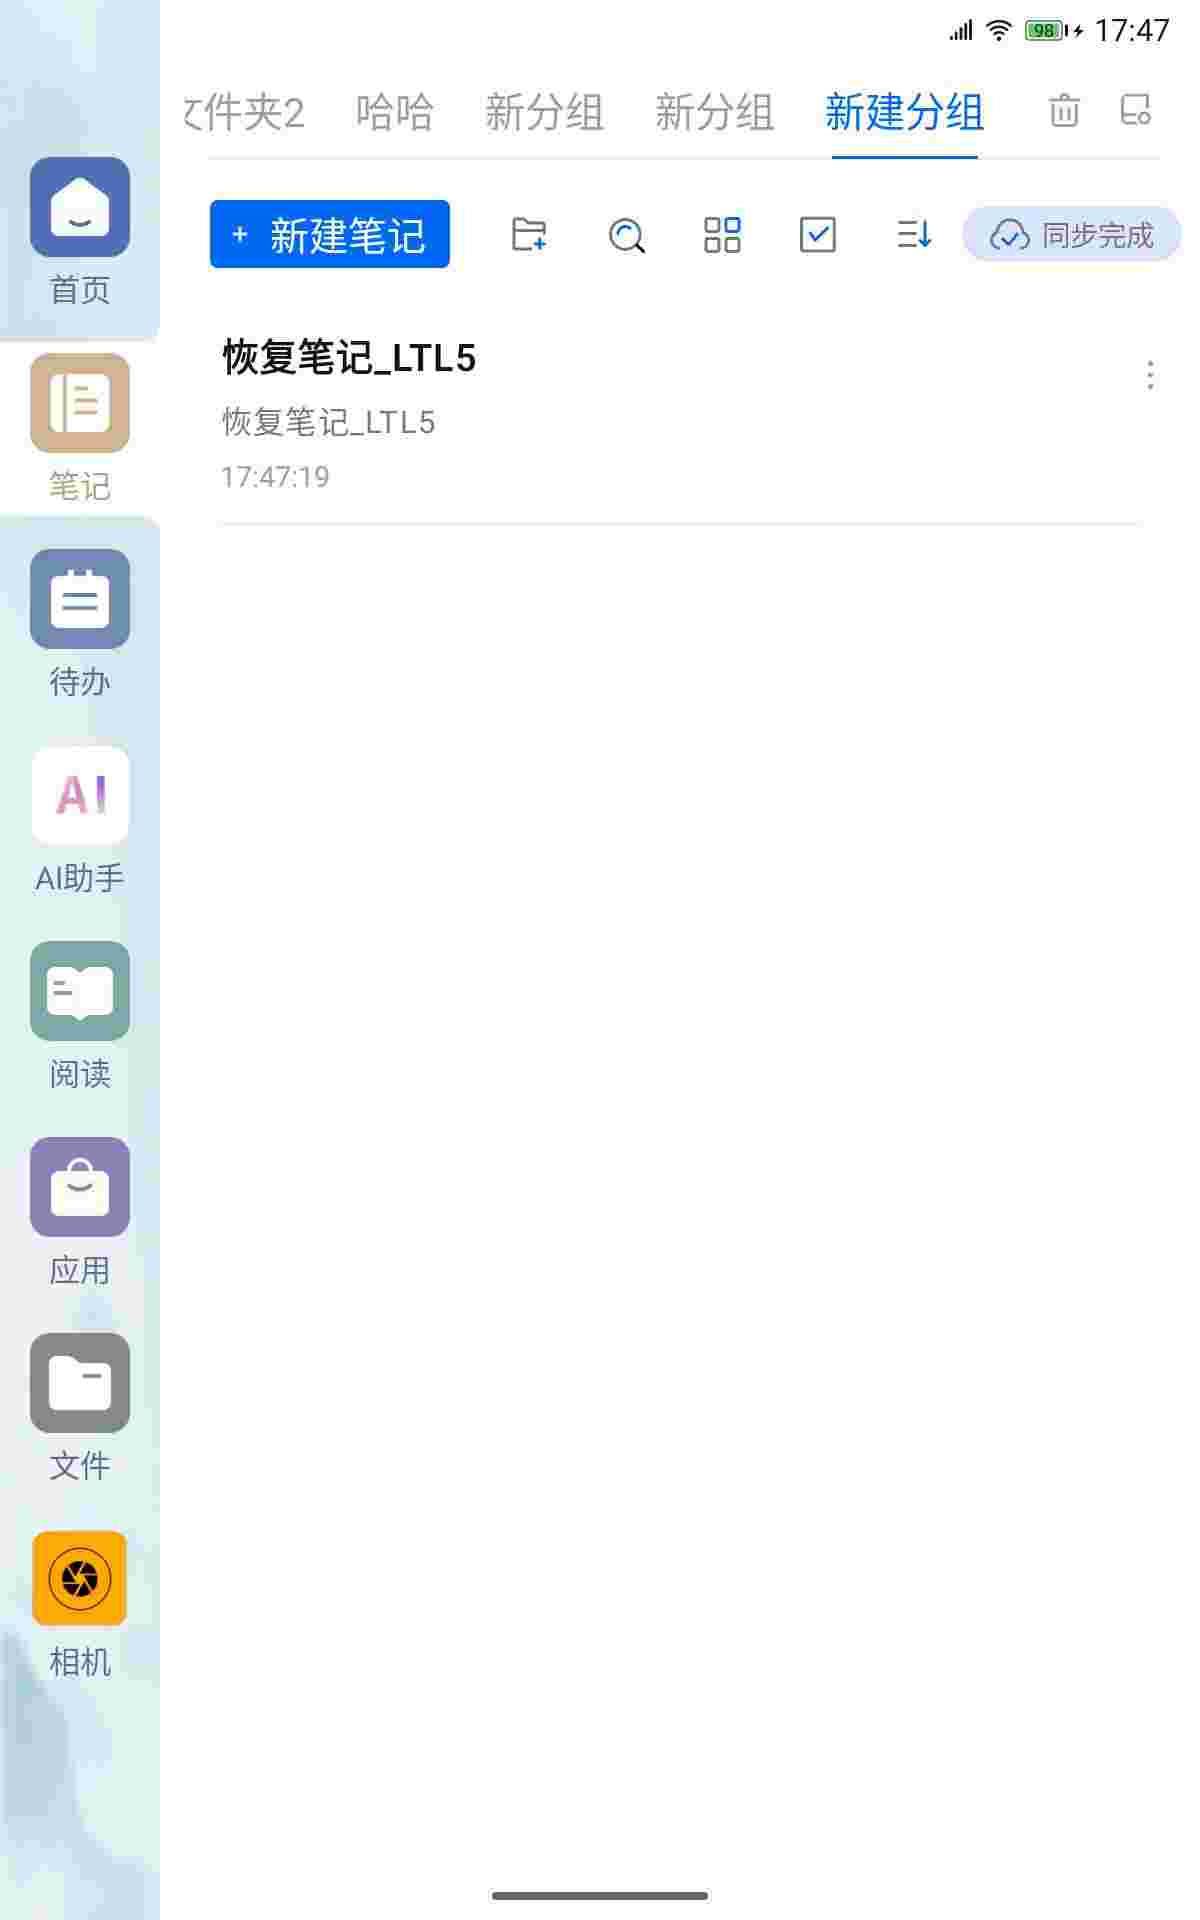 98 17:47
文件夹2 哈哈 新分组 新分组 新建分组
+ 新建笔记 同步完成
恢复笔记_LTL5
恢复笔记_LTL5
17:47:19
首页
笔记
待办
AI
AI助手
阅读
应用
文件
相机